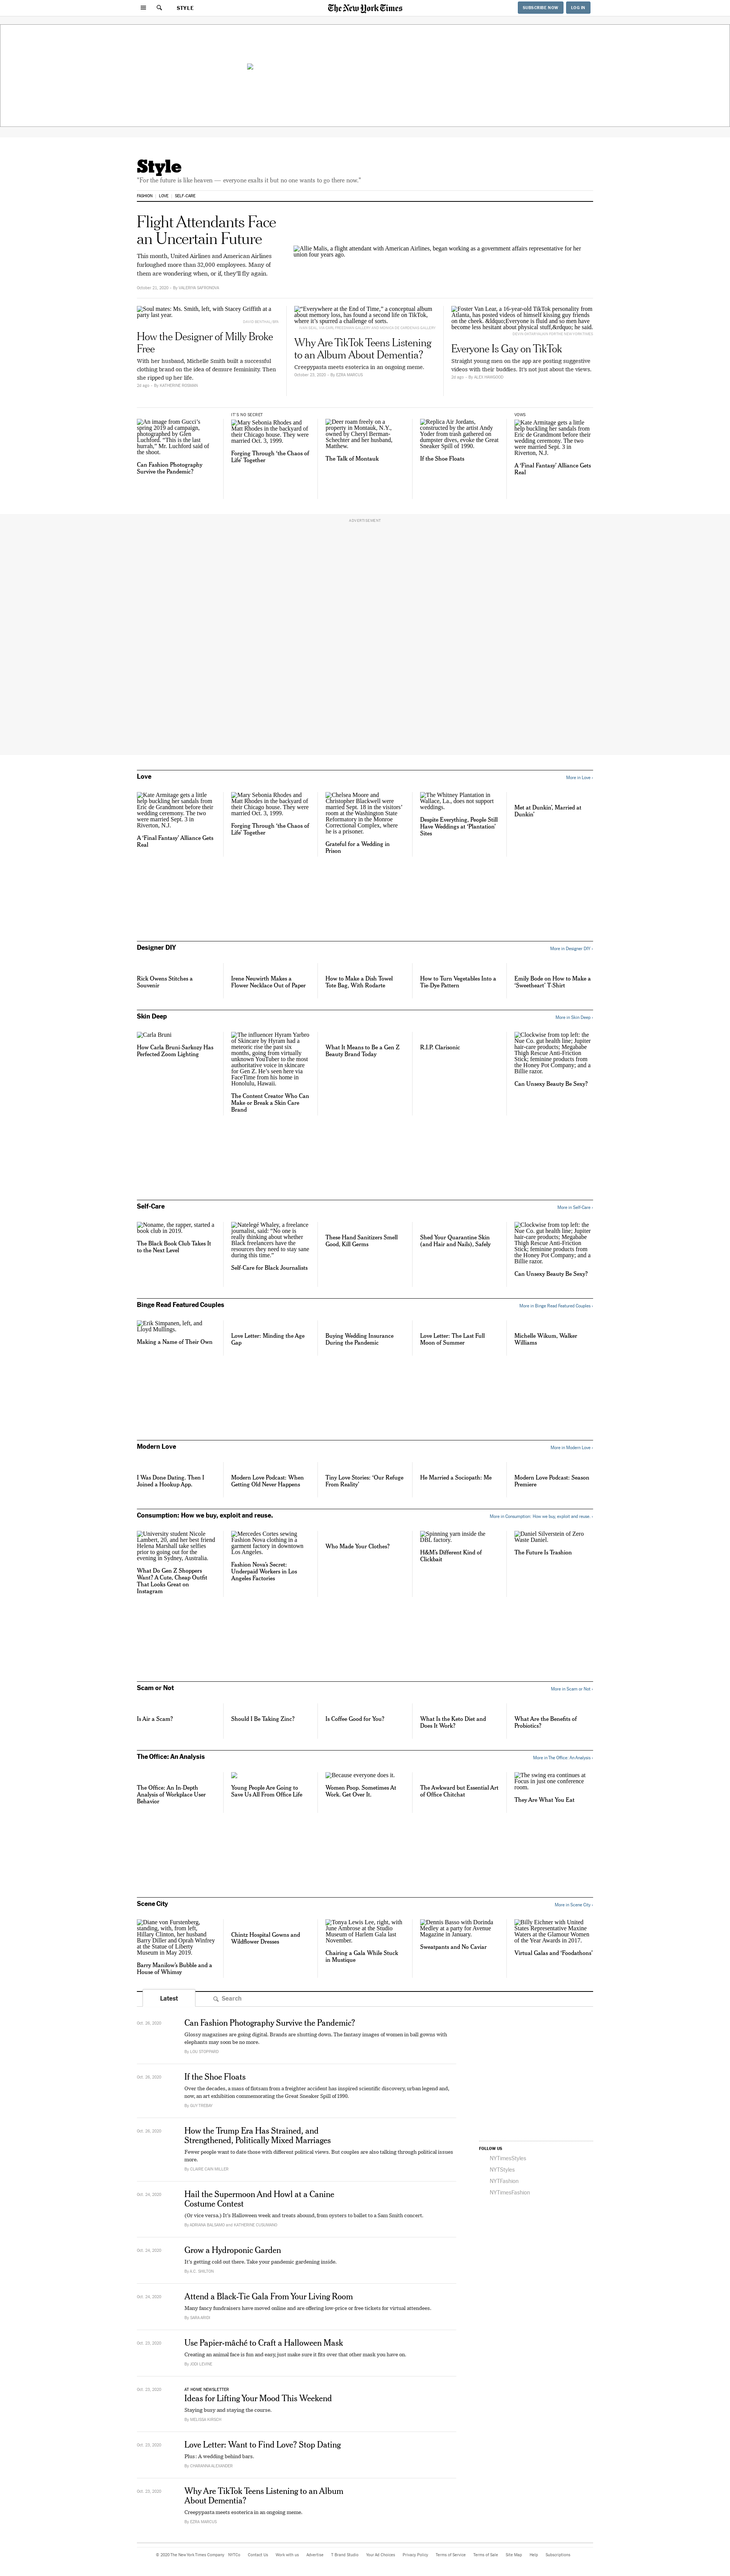 STYLE
The New York Times
SUBSCRIBE NOW
LOG IN
Style
"For the future is like heaven — everyone exalts it but no one wants to go there now."
FASHION
LOVE
SELF-CARE
Flight Attendants Face
an Uncertain Future
This month, United Airlines and American Airlines
furloughed more than 32,000 employees. Many of
them are wondering when, or if, they'll fly again.
October 21, 2020 - By VALERIYA SAFRONOVA
Allie Malis, a flight attendant with American Airlines, began working as a government affairs representative for her
union four years ago.
Soul mates: Ms. Smith, left, with Stacey Griffith at a
party last year.
How the Designer of Milly Broke
Free
With her husband, Michelle Smith built a successful
clothing brand on the idea of demure femininity. Then
she ripped up her life.
2d ago - By KATHERINE ROSMAN
"Everywhere at the End of Time," a conceptual album
about memory loss, has found a second life on TikTok,
where it's spurred a challenge of sorts.
Why Are TikTok Teens Listening
to an Album About Dementia?
Creepypasta meets esoterica in an ongoing meme.
October 23, 2020 - By EZRA MARCUS
Foster Van Lear, a 16-year-old TikTok personality from
Atlanta, has posted videos of himself kissing guy friends
on the cheek. &ldquo;Everyone is fluid and so men have
become less hesitant about physical stuff,&rdquo; he said.
Everyone Is Gay on TikTok
Straight young men on the app are posting suggestive
videos with their buddies. It's not just about the views.
2d ago - By ALEX HAWGOOD
An image from Gucci's
spring 2019 ad campaign,
photographed by Glen
Luchford. "This is the last
hurrah," Mr. Luchford said of
the shoot.
Can Fashion Photography
Survive the Pandemic?
IT'S NO SECRET
Mary Sebonia Rhodes and
Matt Rhodes in the backyard of
their Chicago house. They were
married Oct. 3, 1999.
Forging Through 'the Chaos of
Life' Together
Deer roam freely on a
property in Montauk, N.Y.,
owned by Cheryl Berman-
Schechter and her husband,
Matthew.
The Talk of Montauk
Replica Air Jordans,
constructed by the artist Andy
Yoder from trash gathered on
dumpster dives, evoke the Great
Sneaker Spill of 1990.
If the Shoe Floats
VOWS
Kate Armitage gets a little
help buckling her sandals from
Eric de Grandmont before their
wedding ceremony. The two
were married Sept. 3 in
Riverton, N.J.
A 'Final Fantasy' Alliance Gets
Real
ADVERTISEMENT
Love
More in Love ›
Kate Armitage gets a little
help buckling her sandals from
Eric de Grandmont before their
wedding ceremony. The two
were married Sept. 3 in
Riverton, N.J.
A 'Final Fantasy' Alliance Gets
Real
Mary Sebonia Rhodes and
Matt Rhodes in the backyard of
their Chicago house. They were
married Oct. 3, 1999.
Forging Through 'the Chaos of
Life' Together
Chelsea Moore and
Christopher Blackwell were
married Sept. 18 in the visitors'
room at the Washington State
Reformatory in the Monroe
Correctional Complex, where
he is a prisoner.
Grateful for a Wedding in
Prison
The Whitney Plantation in
Wallace, La., does not support
weddings.
Despite Everything, People Still
Have Weddings at 'Plantation'
Sites
Met at Dunkin', Married at
Dunkin'
Designer DIY
More in Designer DIY ›
Rick Owens Stitches a
Souvenir
Irene Neuwirth Makes a
Flower Necklace Out of Paper
How to Make a Dish Towel
Tote Bag, With Rodarte
How to Turn Vegetables Into a
Tie-Dye Pattern
Emily Bode on How to Make a
'Sweetheart' T-Shirt
Skin Deep
More in Skin Deep ›
Carla Bruni
How Carla Bruni-Sarkozy Has
Perfected Zoom Lighting
The influencer Hyram Yarbro
of Skincare by Hyram had a
meteoric rise the past six
months, going from virtually
unknown YouTuber to the most
authoritative voice in skincare
for Gen Z. He's seen here via
FaceTime from his home in
Honolulu, Hawaii.
The Content Creator Who Can
Make or Break a Skin Care
Brand
What It Means to Be a Gen Z
Beauty Brand Today
R.I.P. Clarisonic
Clockwise from top left: the
Nue Co. gut health line; Jupiter
hair-care products; Megababe
Thigh Rescue Anti-Friction
Stick; feminine products from
the Honey Pot Company; and a
Billie razor.
Can Unsexy Beauty Be Sexy?
Self-Care
More in Self-Care ›
Noname, the rapper, started a
book club in 2019.
The Black Book Club Takes It
to the Next Level
Natelegé Whaley, a freelance
journalist, said: "No one is
really thinking about whether
Black freelancers have the
resources they need to stay sane
during this time."
Self-Care for Black Journalists
These Hand Sanitizers Smell
Good, Kill Germs
Shed Your Quarantine Skin
(and Hair and Nails), Safely
Clockwise from top left: the
Nue Co. gut health line; Jupiter
hair-care products; Megababe
Thigh Rescue Anti-Friction
Stick; feminine products from
the Honey Pot Company; and a
Billie razor.
Can Unsexy Beauty Be Sexy?
Binge Read Featured Couples
More in Binge Read Featured Couples ›
Erik Simpanen, left, and
Lloyd Mullings.
Making a Name of Their Own
Love Letter: Minding the Age
Gap
Buying Wedding Insurance
During the Pandemic
Love Letter: The Last Full
Moon of Summer
Michelle Wikum, Walker
Williams
Modern Love
More in Modern Love ›
I Was Done Dating. Then I
Joined a Hookup App.
Modern Love Podcast: When
Getting Old Never Happens
Tiny Love Stories: 'Our Refuge
From Reality'
He Married a Sociopath: Me
Modern Love Podcast: Season
Premiere
Consumption: How we buy, exploit and reuse.
More in Consumption: How we buy, exploit and reuse. ›
University student Nicole
Lambert, 20, and her best friend
Helena Marshall take selfies
prior to going out for the
evening in Sydney, Australia.
What Do Gen Z Shoppers
Want? A Cute, Cheap Outfit
That Looks Great on
Instagram
Mercedes Cortes sewing
Fashion Nova clothing in a
garment factory in downtown
Los Angeles.
Fashion Nova's Secret:
Underpaid Workers in Los
Angeles Factories
Who Made Your Clothes?
Spinning yarn inside the
DBL factory.
H&M's Different Kind of
Clickbait
Daniel Silverstein of Zero
Waste Daniel.
The Future Is Trashion
Scam or Not
More in Scam or Not ›
Is Air a Scam?
Should I Be Taking Zinc?
Is Coffee Good for You?
What Is the Keto Diet and
Does It Work?
What Are the Benefits of
Probiotics?
The Office: An Analysis
More in The Office: An Analysis ›
The Office: An In-Depth
Analysis of Workplace User
Behavior
Young People Are Going to
Save Us All From Office Life
Because everyone does it.
Women Poop. Sometimes At
Work. Get Over It.
The Awkward but Essential Art
of Office Chitchat
The swing era continues at
Focus in just one conference
room.
They Are What You Eat
Scene City
More in Scene City ›
Diane von Furstenberg,
standing, with, from left,
Hillary Clinton, her husband
Barry Diller and Oprah Winfrey
at the Statue of Liberty
Museum in May 2019.
Barry Manilow's Bubble and a
House of Whimsy
Chintz Hospital Gowns and
Wildflower Dresses
Tonya Lewis Lee, right, with
June Ambrose at the Studio
Museum of Harlem Gala last
November.
Chairing a Gala While Stuck
in Mustique
Dennis Basso with Dorinda
Medley at a party for Avenue
Magazine in January.
Sweatpants and No Caviar
Billy Eichner with United
States Representative Maxine
Waters at the Glamour Women
of the Year Awards in 2017.
Virtual Galas and 'Foodathons'
Latest
Search
Oct. 26, 2020
Can Fashion Photography Survive the Pandemic?
Glossy magazines are going digital. Brands are shutting down. The fantasy images of women in ball gowns with
elephants may soon be no more.
By LOU STOPPARD
Oct. 26, 2020
If the Shoe Floats
Over the decades, a mass of flotsam from a freighter accident has inspired scientific discovery, urban legend and,
now, an art exhibition commemorating the Great Sneaker Spill of 1990.
By GUY TREBAY
How the Trump Era Has Strained, and
Strengthened, Politically Mixed Marriages
Fewer people want to date those with different political views. But couples are also talking through political issues
more.
By CLAIRE CAIN MILLER
Oct. 24, 2020
Hail the Supermoon And Howl at a Canine
Costume Contest
(Or vice versa.) It's Halloween week and treats abound, from oysters to ballet to a Sam Smith concert.
By ADRIANA BALSAMO and KATHERINE CUSUMANO
Oct. 24, 2020
Grow a Hydroponic Garden
It's getting cold out there. Take your pandemic gardening inside.
By A.C. SHILTON
Oct. 24, 2020
Attend a Black-Tie Gala From Your Living Room
Many fancy fundraisers have moved online and are offering low-price or free tickets for virtual attendees.
By SARA ARIDI
Oct. 23, 2020
Use Papier-mâché to Craft a Halloween Mask
Creating an animal face is fun and easy, just make sure it fits over that other mask you have on.
By JODI LEVINE
Oct. 23, 2020
AT HOME NEWSLETTER
Ideas for Lifting Your Mood This Weekend
Staying busy and staying the course.
By MELISSA KIRSCH
Oct. 23, 2020
Love Letter: Want to Find Love? Stop Dating
Plus: A wedding behind bars.
By CHARANNA ALEXANDER
Oct. 23, 2020
Why Are TikTok Teens Listening to an Album
About Dementia?
Creepypasta meets esoterica in an ongoing meme.
By EZRA MARCUS
FOLLOW US
NYTimesStyles
NYTStyles
NYTFashion
NYTimesFashion
© 2020 The New York Times Company
NYTCo
Contact Us
Work with us
Advertise
T Brand Studio
Your Ad Choices
Privacy Policy
Terms of Service
Terms of Sale
Site Map
Help
Subscriptions